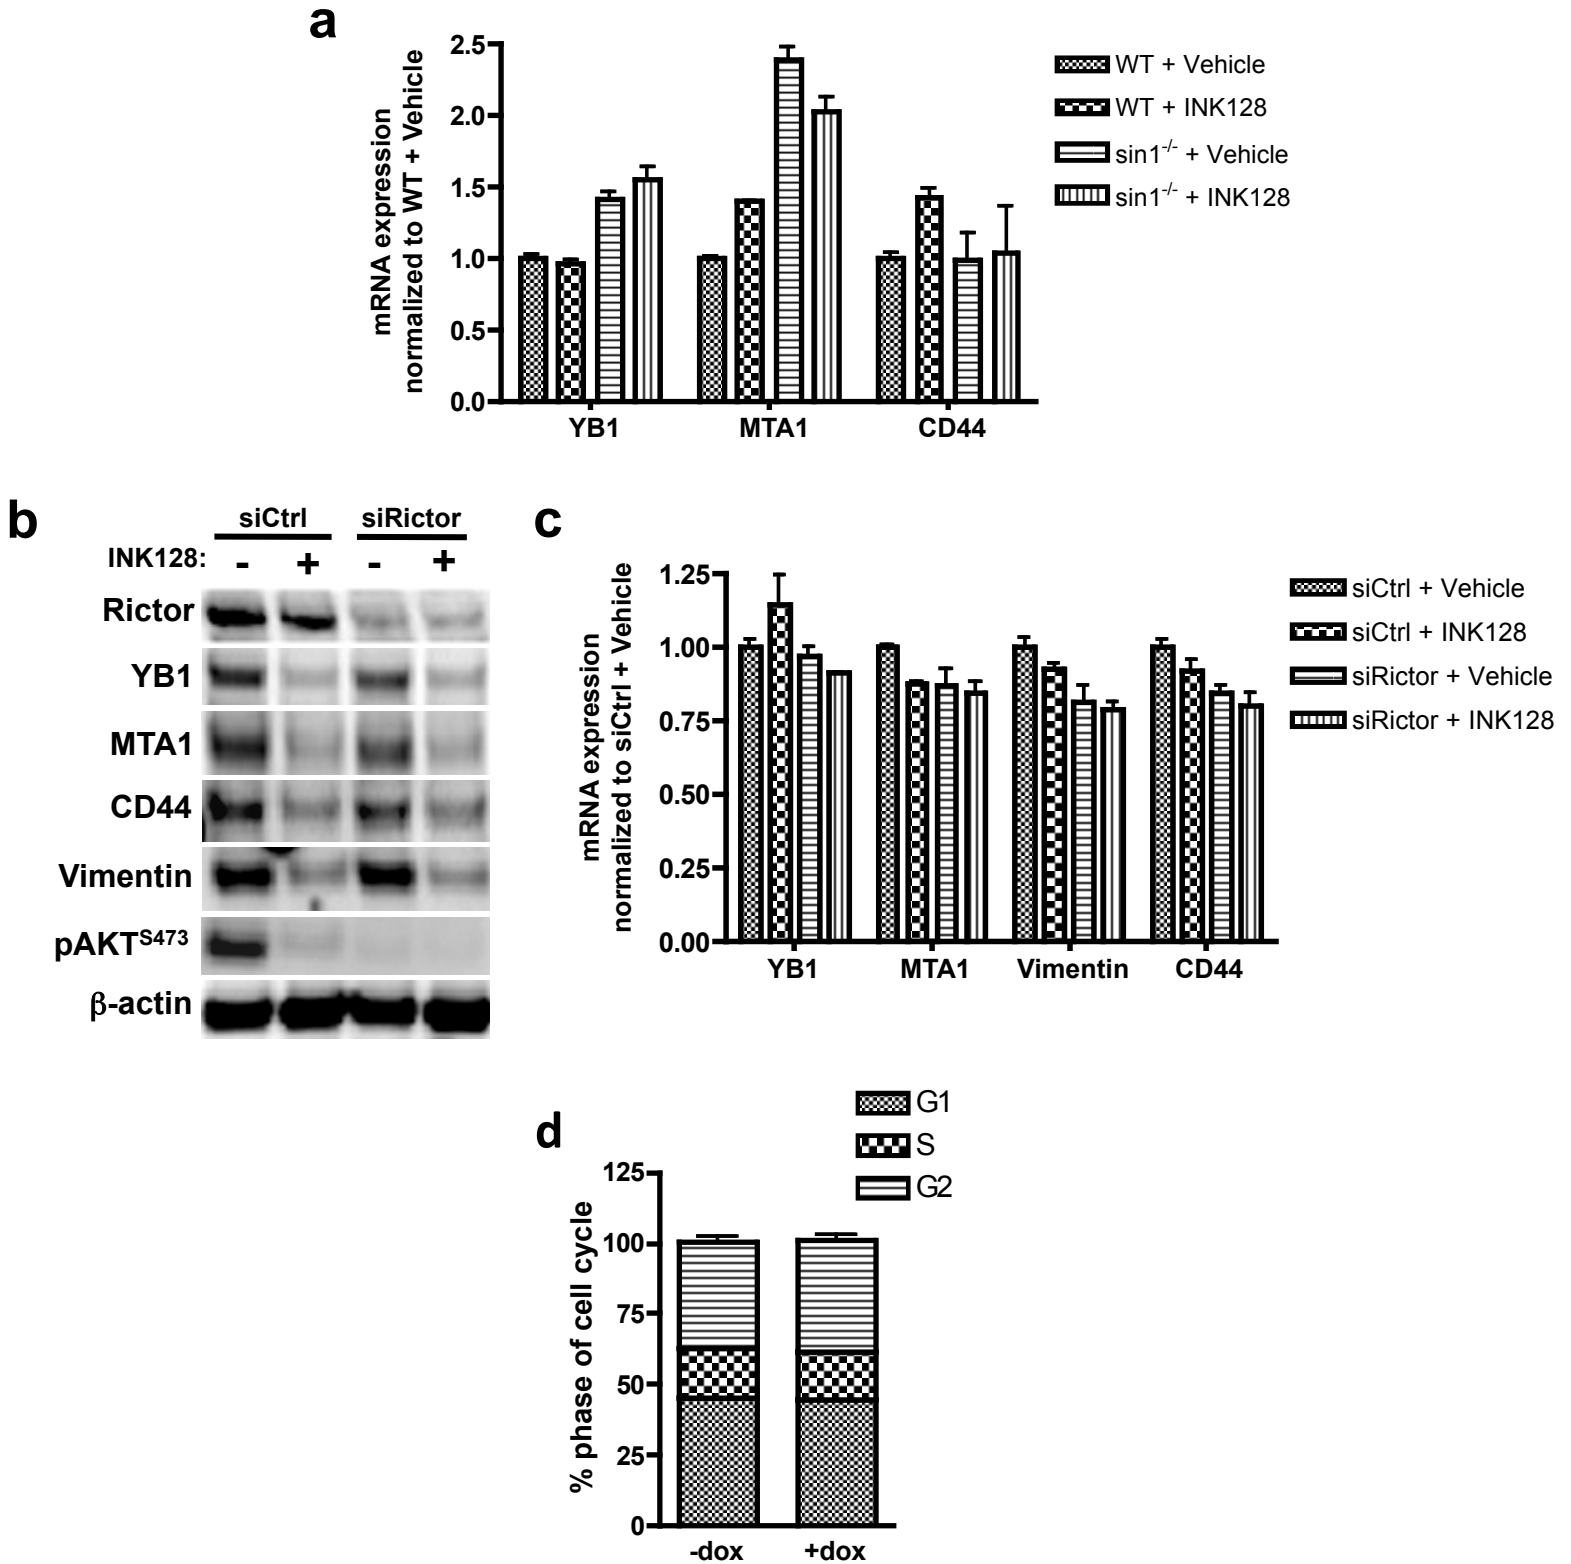 a
mRNA expression
normalized to WT + Vehicle
2.5
2.0
1.5
1.0
0.5
0.0
YB1 MTA1 CD44
WT + Vehicle
WT + INK128
sin1-/- + Vehicle
sin1-/- + INK128
b
siCtrl siRictor
INK128: - + - +
Rictor
YB1
MTA1
CD44
Vimentin
pAKTS473
β-actin
c
mRNA expression
normalized to siCtrl + Vehicle
1.25
1.00
0.75
0.50
0.25
0.00
YB1 MTA1 Vimentin CD44
siCtrl + Vehicle
siCtrl + INK128
siRictor + Vehicle
siRictor + INK128
d
G1
S
G2
% phase of cell cycle
125
100
75
50
25
0
-dox +dox